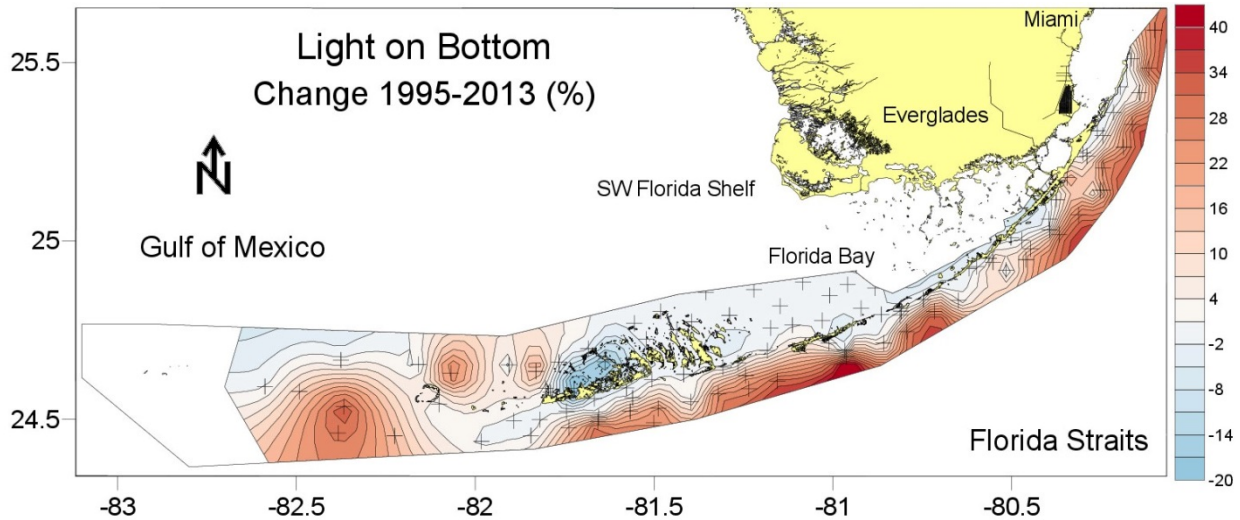 Light on Bottom
Change 1995-2013 (%)
N
Gulf of Mexico
Miami
Everglades
SW Florida Shelf
Florida Bay
Florida Straits
25.5
25
24.5
-83
-82.5
-82
-81.5
-81
-80.5
40
34
28
22
16
10
4
-2
-8
-14
-20